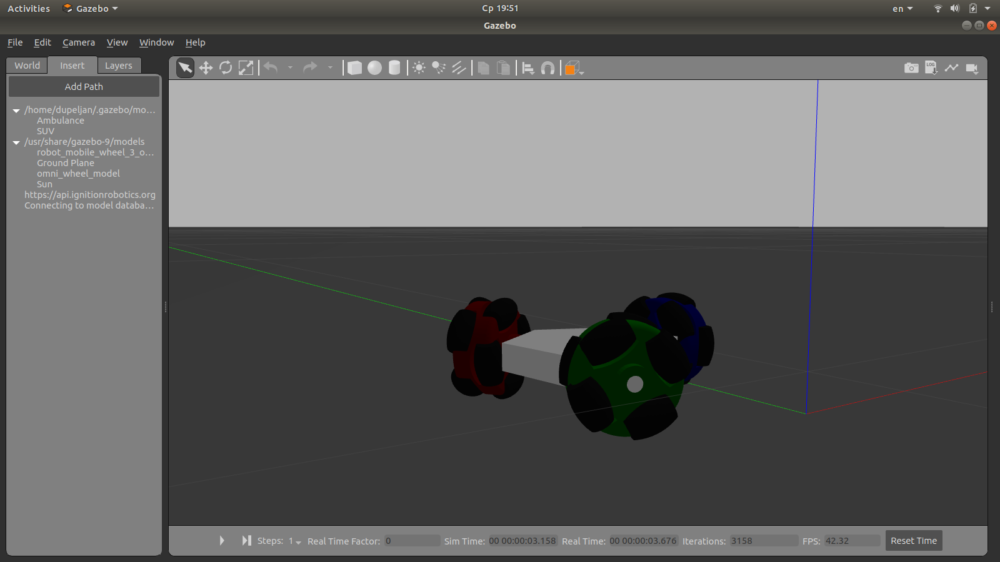 Activities Gazebo Ср 19:51 en
Gazebo
File Edit Camera View Window Help
World Insert Layers
LOG
Add Path
/home/dupeljan/.gazebo/mo...
Ambulance
SUV
/usr/share/gazebo-9/models
robot_mobile_wheel_3_o...
Ground Plane
omni_wheel_model
Sun
https://api.ignitionrobotics.org
Connecting to model databa...
Steps: 1 Real Time Factor: 0 Sim Time: 00 00:00:03.158 Real Time: 00 00:00:03.676 Iterations: 3158 FPS: 42.32 Reset Time